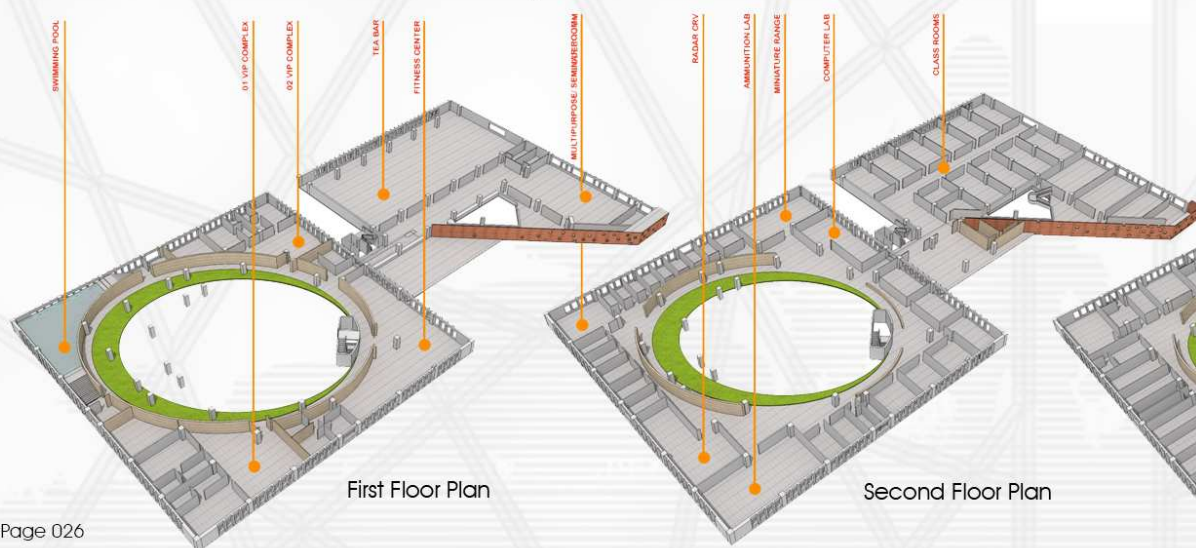 SWIMMING POOL
01 VIP COMPLEX
02 VIP COMPLEX
TEA BAR
FITNESS CENTER
MULTIPURPOSE/
RADAR CRV
AMMUNITION LAB
MINIATURE RANGE
COMPUTER LAB
CLASS ROOMS
First Floor Plan
Second Floor Plan
Page 026